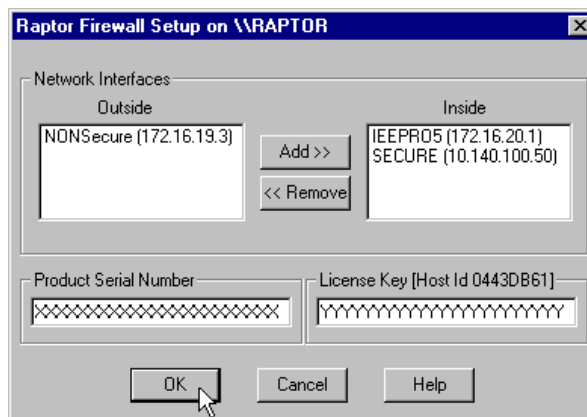 Raptor Firewall Setup on \\RAPTOR
Network Interfaces
Outside
Inside
NONSecure (172.16.19.3)
IEEPRO5 (172.16.20.1)
SECURE (10.140.100.50)
Add >>
<< Remove
Product Serial Number
License Key [Host Id 0443DB61]
XXXXXXXXXXXXXXXXXXXXX
YYYYYYYYYYYYYYYYYYYYY
OK
Cancel
Help